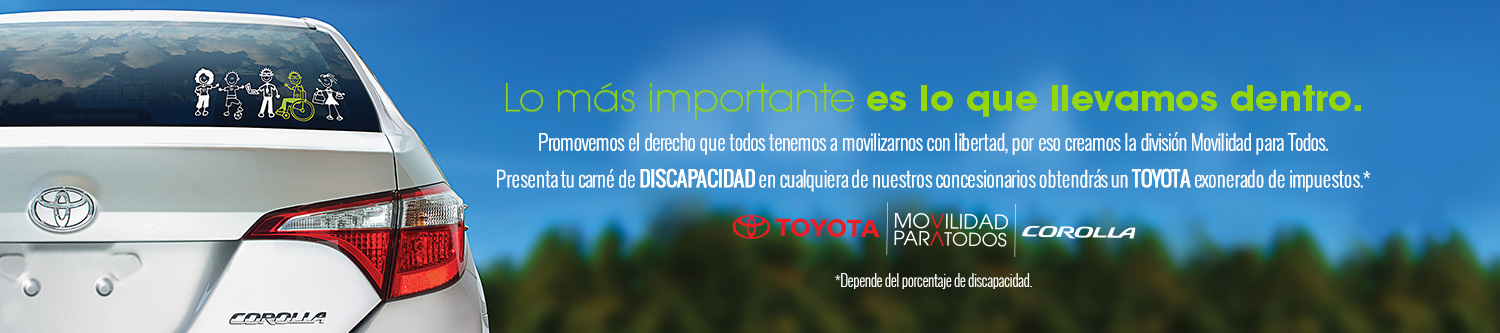 Lo más importante es lo que llevamos dentro.
Promovemos el derecho que todos tenemos a movilizarnos con libertad, por eso creamos la división Movilidad para Todos.
Presenta tu carné de DISCAPACIDAD en cualquiera de nuestros concesionarios obtendrás un TOYOTA exonerado de impuestos.*
TOYOTA
MOVILIDAD
PARATODOS
COROLLA
*Depende del porcentaje de discapacidad.
COROLLA